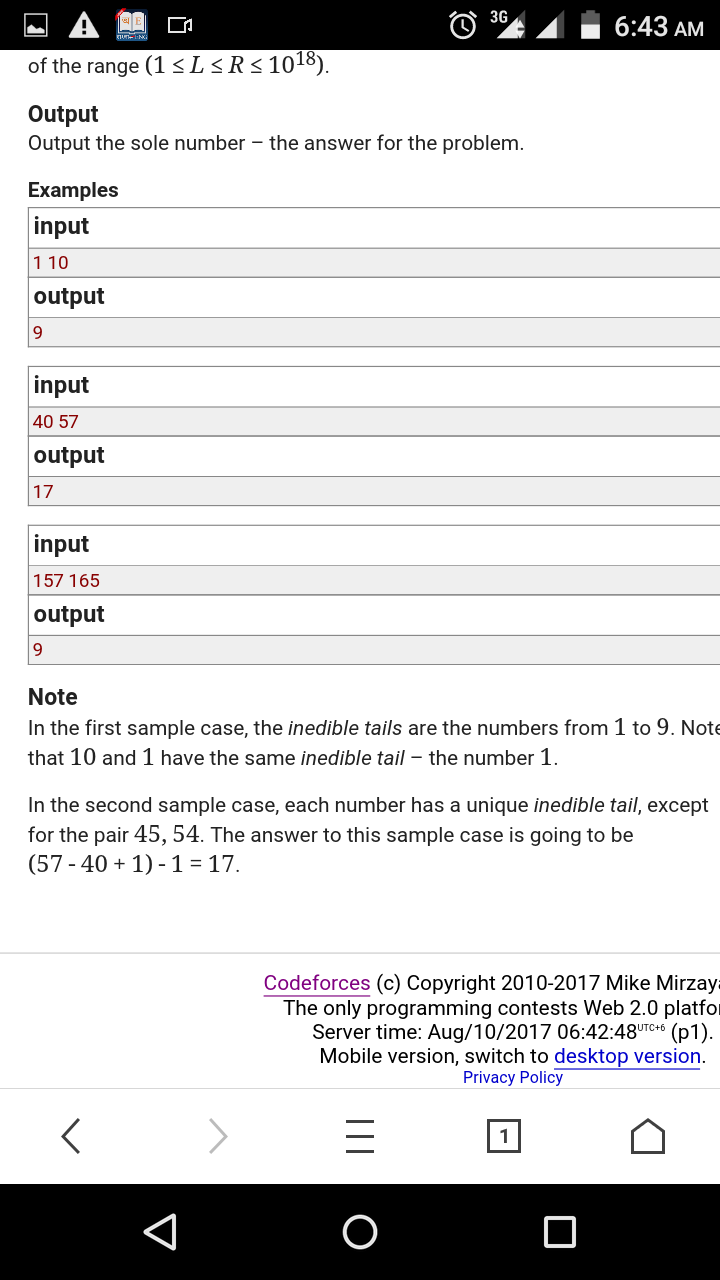 3G 6:43 AM
of the range (1 ≤ L ≤ R ≤ 10^18).
Output
Output the sole number – the answer for the problem.
Examples
input
1 10
output
9
input
40 57
output
17
input
157 165
output
9
Note
In the first sample case, the inedible tails are the numbers from 1 to 9. Note
that 10 and 1 have the same inedible tail – the number 1.
In the second sample case, each number has a unique inedible tail, except
for the pair 45, 54. The answer to this sample case is going to be
(57 - 40 + 1) - 1 = 17.
Codeforces (c) Copyright 2010-2017 Mike Mirzaya
The only programming contests Web 2.0 platfo
Server time: Aug/10/2017 06:42:48 UTC+6 (p1).
Mobile version, switch to desktop version.
Privacy Policy
1